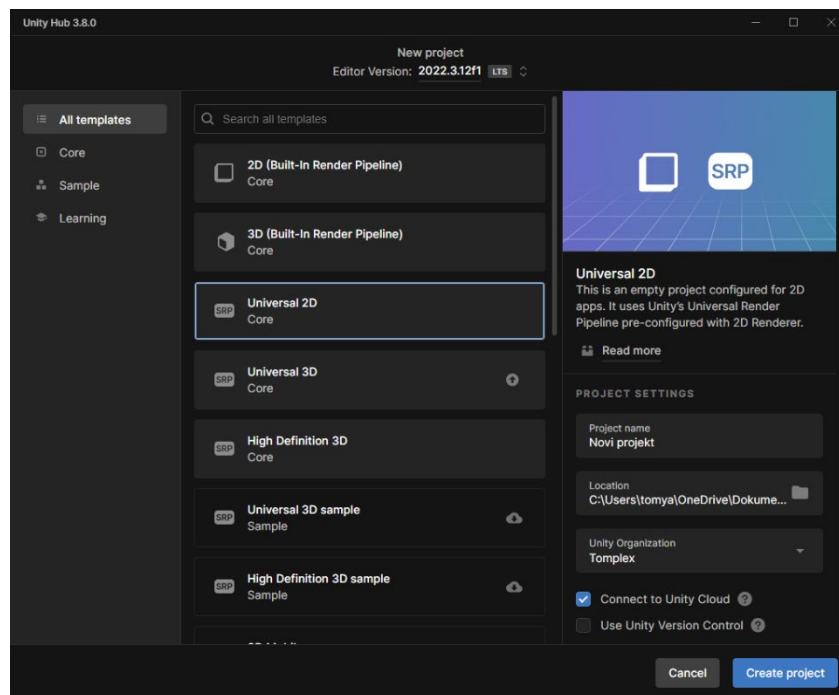 Unity Hub 3.8.0
New project
Editor Version: 2022.3.12f1 LTS
All templates
Core
Sample
Learning
Search all templates
2D (Built-In Render Pipeline)
Core
3D (Built-In Render Pipeline)
Core
SRP
Universal 2D
Core
SRP
Universal 3D
Core
SRP
High Definition 3D
Core
SRP
Universal 3D sample
Sample
SRP
High Definition 3D sample
Sample
SRP
Universal 2D
This is an empty project configured for 2D
apps. It uses Unity's Universal Render
Pipeline pre-configured with 2D Renderer.
Read more
PROJECT SETTINGS
Project name
Novi projekt
Location
C:\Users\tomya\OneDrive\Dokume...
Unity Organization
Tomplex
Connect to Unity Cloud ?
Use Unity Version Control ?
Cancel
Create project